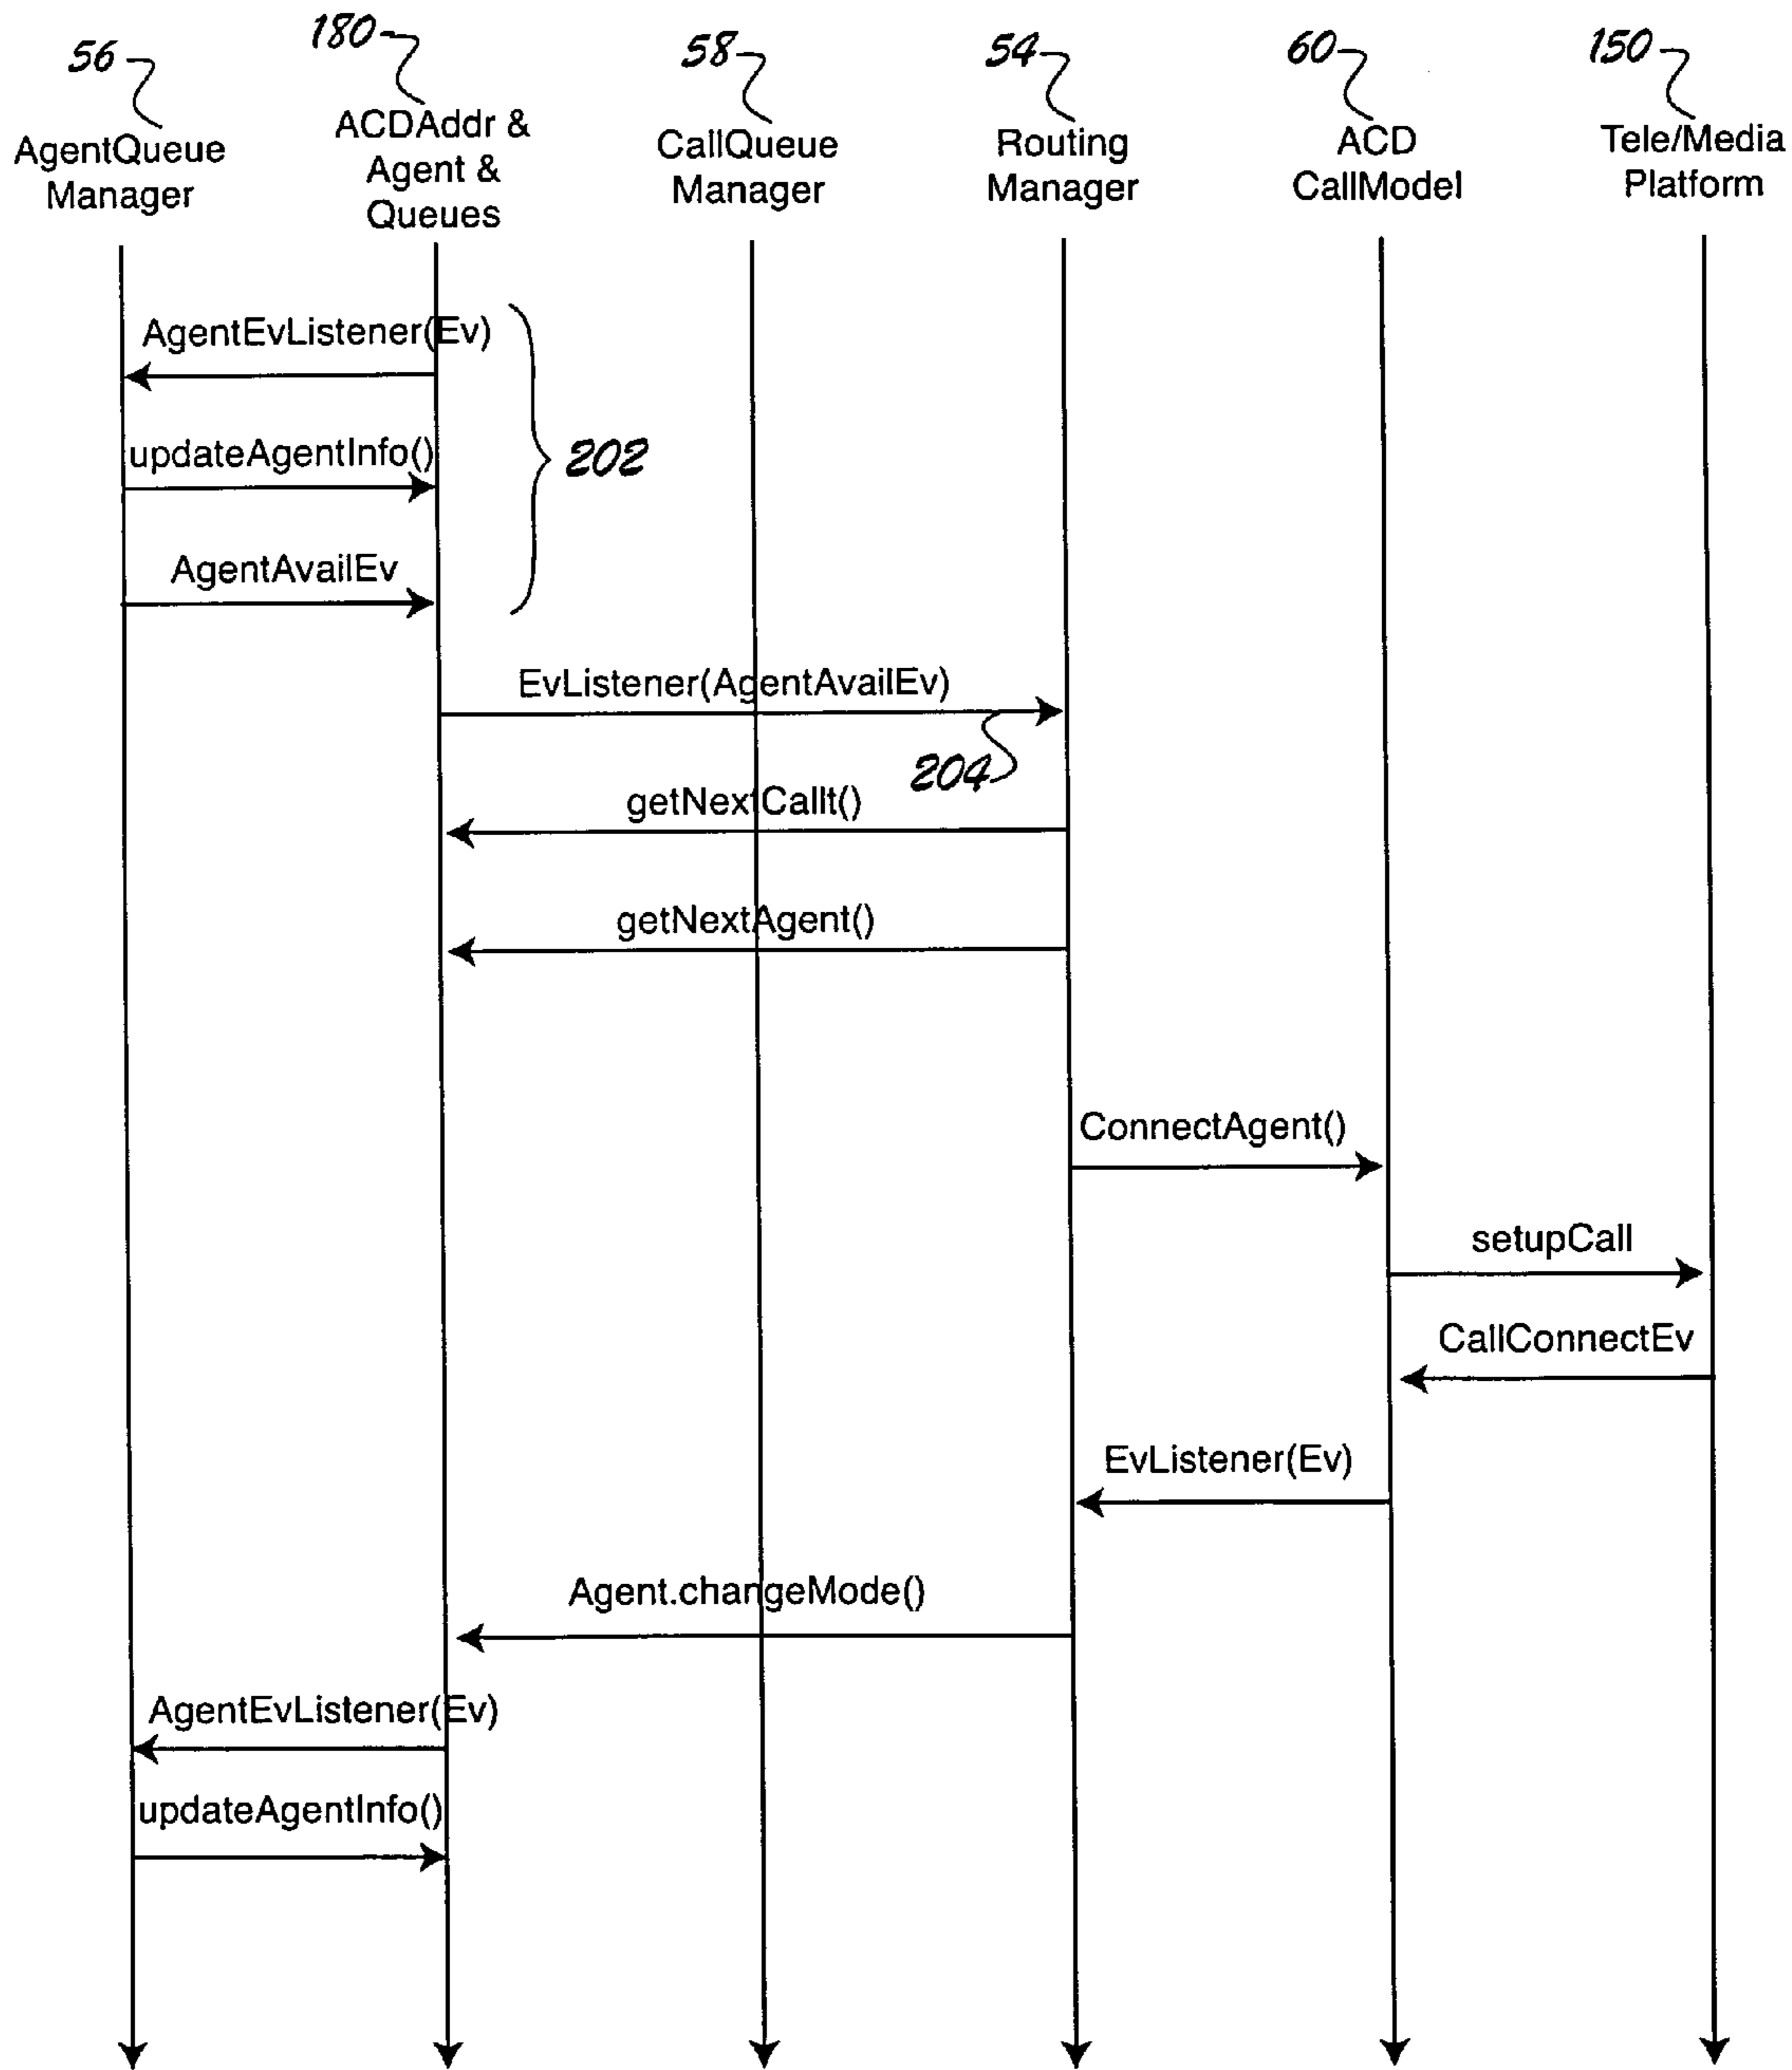 56
180
58
54
60
150
AgentQueue
Manager
ACDAddr &
Agent &
Queues
CallQueue
Manager
Routing
Manager
ACD
CallModel
Tele/Media
Platform
AgentEvListener(Ev)
updateAgentInfo()
202
AgentAvailEv
EvListener(AgentAvailEv)
204
getNextCallt()
getNextAgent()
ConnectAgent()
setupCall
CallConnectEv
EvListener(Ev)
Agent.changeMode()
AgentEvListener(Ev)
updateAgentInfo()